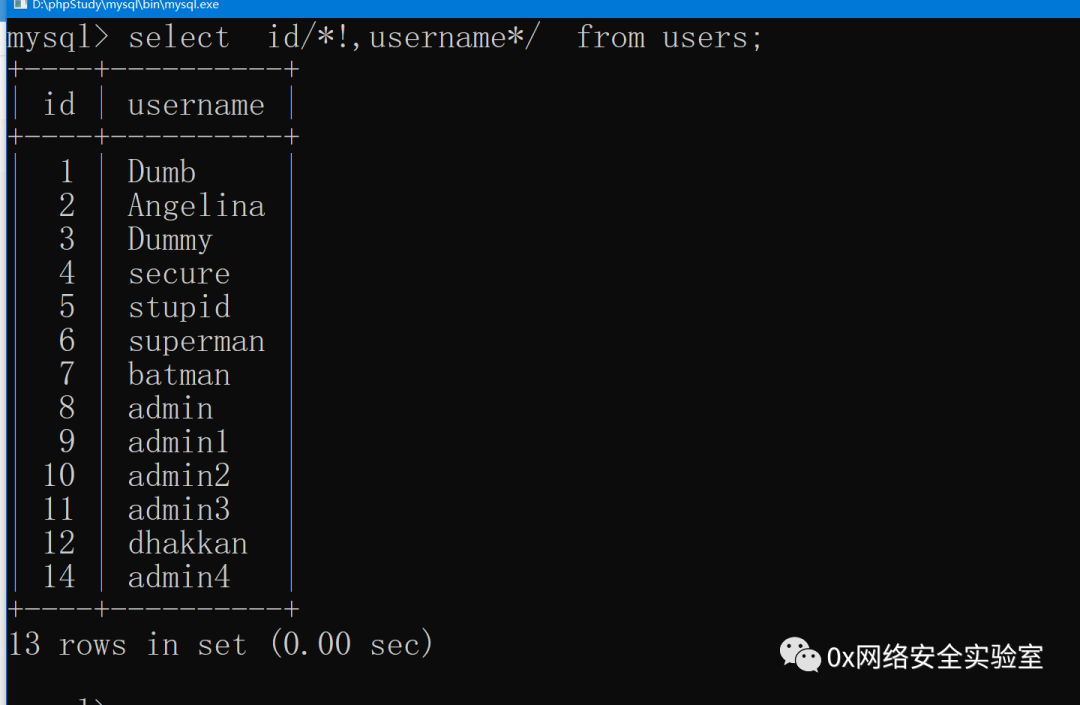 D:\phpStudy\mysql\bin\mysql.exe
mysql> select  id/*!,username*/  from users;
+----+----------+
| id | username |
+----+----------+
|  1 | Dumb     |
|  2 | Angelina |
|  3 | Dummy    |
|  4 | secure   |
|  5 | stupid   |
|  6 | superman |
|  7 | batman   |
|  8 | admin    |
|  9 | admin1   |
| 10 | admin2   |
| 11 | admin3   |
| 12 | dhakkan  |
| 14 | admin4   |
+----+----------+
13 rows in set (0.00 sec)
0x网络安全实验室